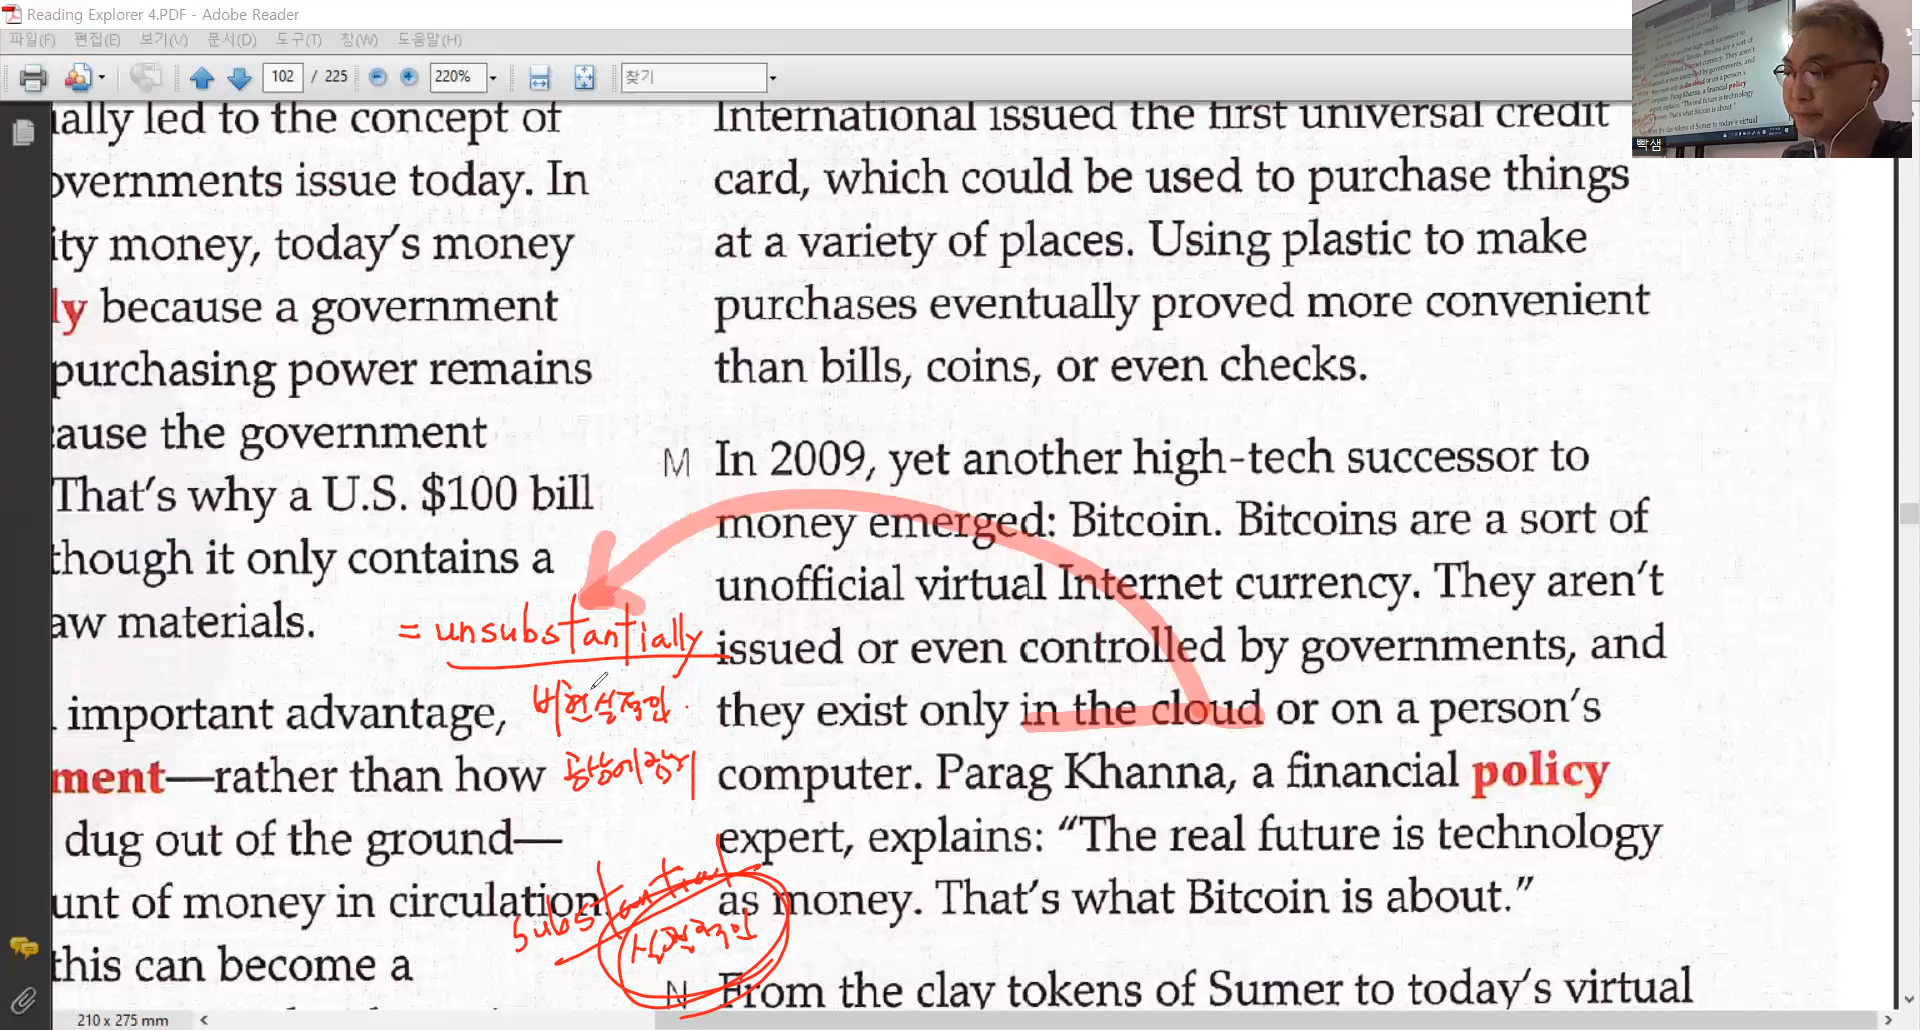 Reading Explorer 4.PDF - Adobe Reader
파일(F) 편집(E) 보기(V) 문서(D) 도구(T) 창(W) 도움말(H)
102 / 225 220% 찾기
빡샘
ially led to the concept of
overnments issue today. In
ity money, today's money
ly because a government
purchasing power remains
cause the government
That's why a U.S. $100 bill
though it only contains a
aw materials.
= unsubstantially
비현실적인
important advantage,
ment—rather than how
dug out of the ground—
unt of money in circulation.
substantial
this can become a
International issued the first universal credit
card, which could be used to purchase things
at a variety of places. Using plastic to make
purchases eventually proved more convenient
than bills, coins, or even checks.
M In 2009, yet another high-tech successor to
money emerged: Bitcoin. Bitcoins are a sort of
unofficial virtual Internet currency. They aren't
issued or even controlled by governments, and
they exist only in the cloud or on a person's
computer. Parag Khanna, a financial policy
expert, explains: “The real future is technology
as money. That's what Bitcoin is about.”
N From the clay tokens of Sumer to today's virtual
210 x 275 mm